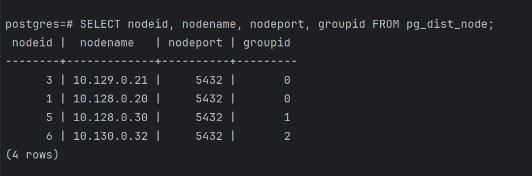 postgres=# SELECT nodeid, nodename, nodeport, groupid FROM pg_dist_node;
 nodeid |  nodename   | nodeport | groupid
--------+-------------+----------+---------
      3 | 10.129.0.21 |     5432 |       0
      1 | 10.128.0.20 |     5432 |       0
      5 | 10.128.0.30 |     5432 |       1
      6 | 10.130.0.32 |     5432 |       2
(4 rows)